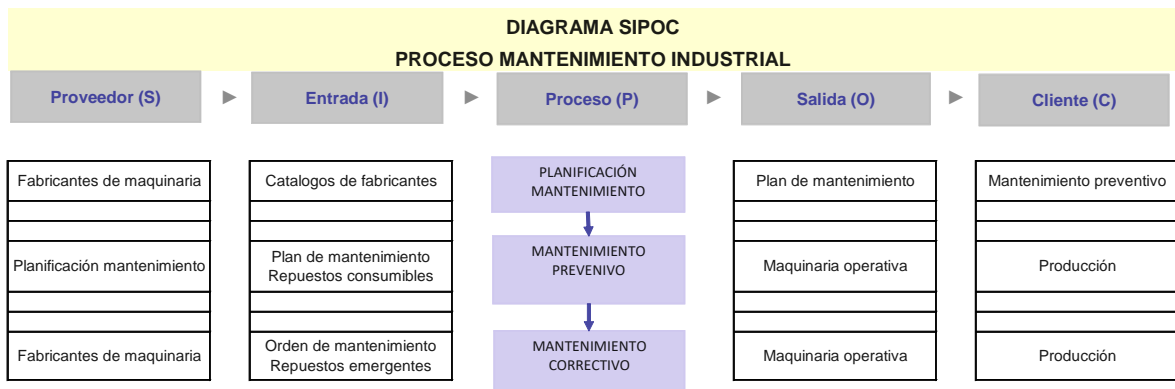 DIAGRAMA SIPOC
PROCESO MANTENIMIENTO INDUSTRIAL
Proveedor (S)
Entrada (I)
Proceso (P)
Salida (O)
Cliente (C)
Fabricantes de maquinaria
Catalogos de fabricantes
PLANIFICACIÓN
MANTENIMIENTO
Plan de mantenimiento
Mantenimiento preventivo
Planificación mantenimiento
Plan de mantenimiento
Repuestos consumibles
MANTENIMIENTO
PREVENIVO
Maquinaria operativa
Producción
Fabricantes de maquinaria
Orden de mantenimiento
Repuestos emergentes
MANTENIMIENTO
CORRECTIVO
Maquinaria operativa
Producción